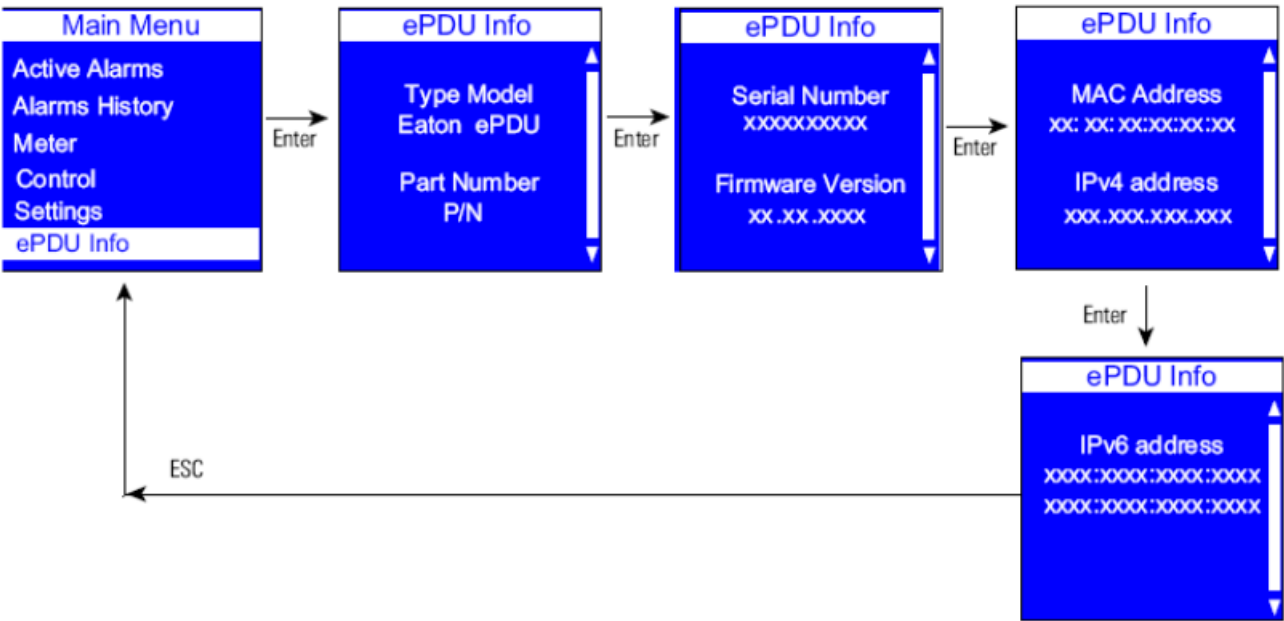 Main Menu
Active Alarms
Alarms History
Meter
Control
Settings
ePDU Info
Enter
ePDU Info
Type Model
Eaton ePDU
Part Number
P/N
Enter
ePDU Info
Serial Number
xxxxxxxxxx
Firmware Version
xx.xx.xxxx
Enter
ePDU Info
MAC Address
xx: xx: xx:xx:xx:xx
IPv4 address
xxx.xxx.xxx.xxx
Enter
ePDU Info
IPv6 address
xxxx:xxxx:xxxx:xxxx
xxxx:xxxx:xxxx:xxxx
ESC